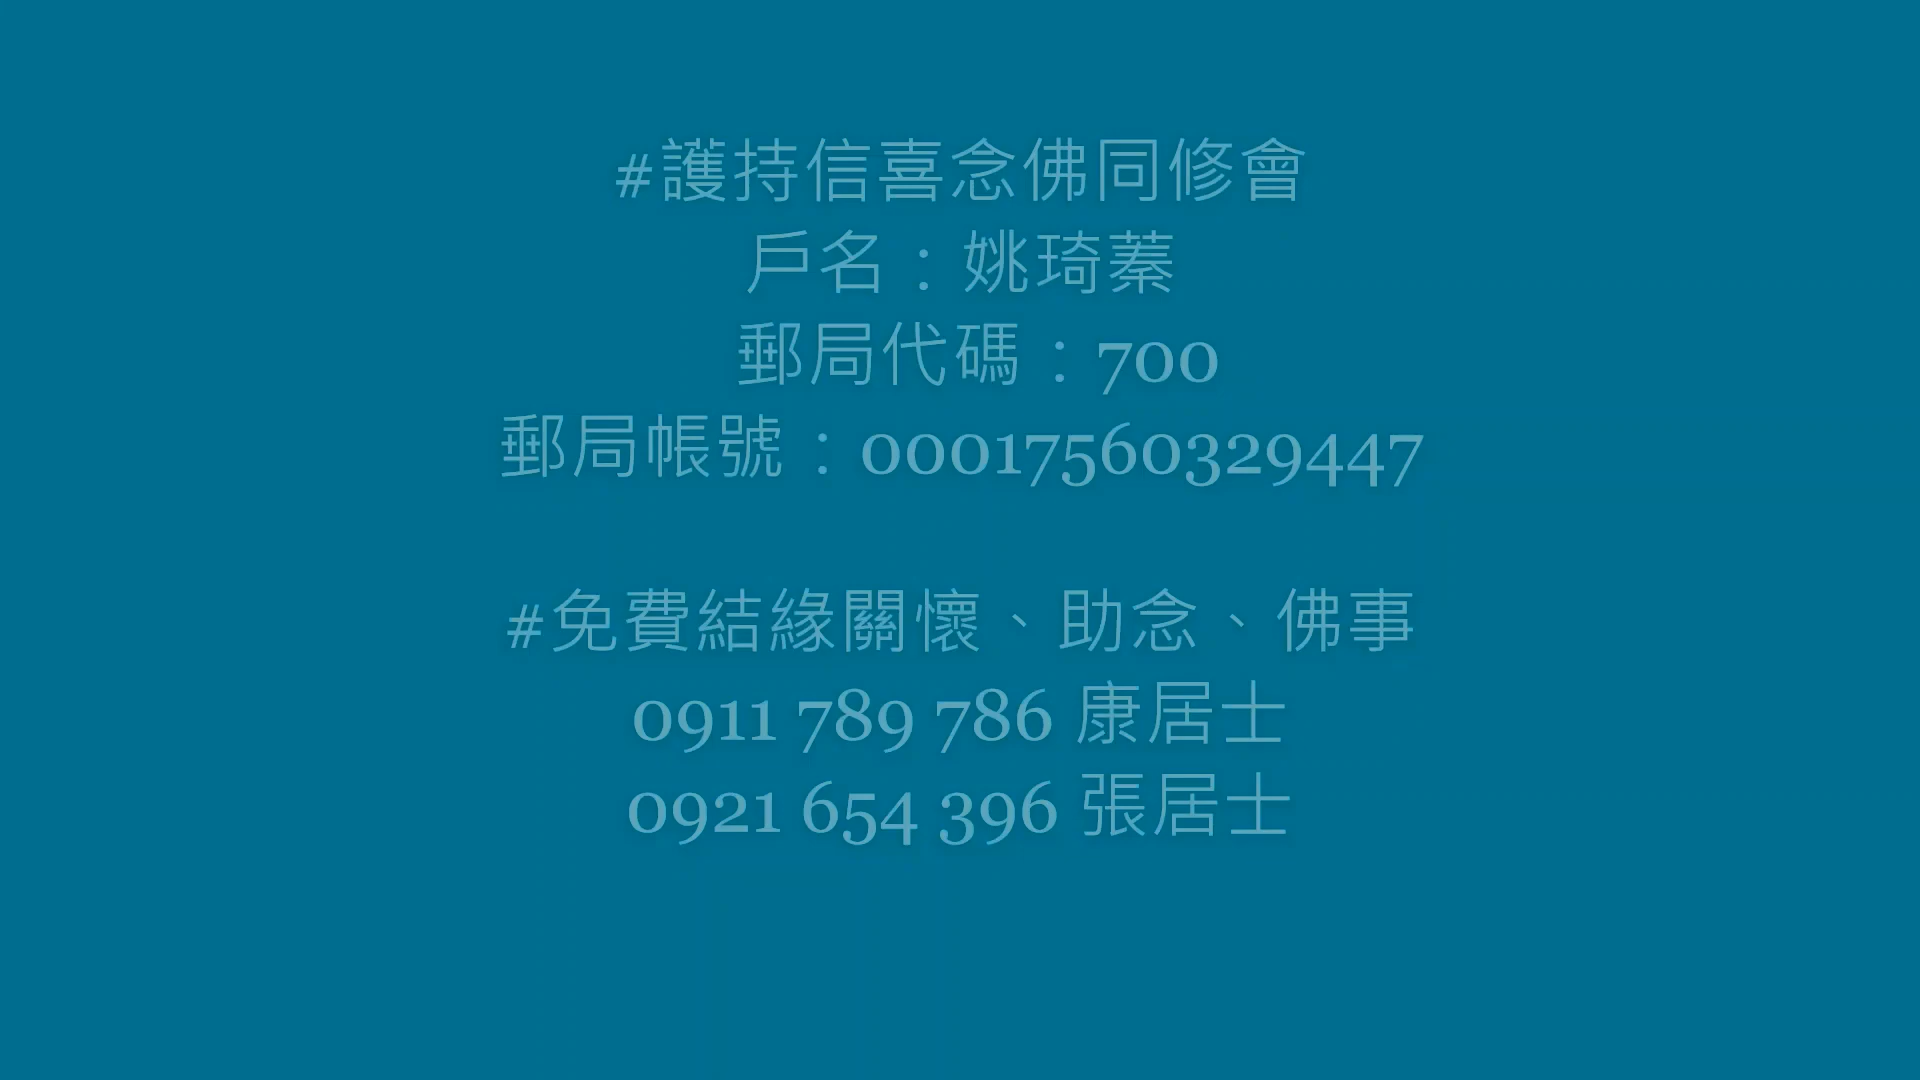 #護持信喜念佛同修會
戶名：姚琦蓁
郵局代碼：700
郵局帳號：00017560329447
#免費結緣關懷、助念、佛事
0911 789 786 康居士
0921 654 396 張居士